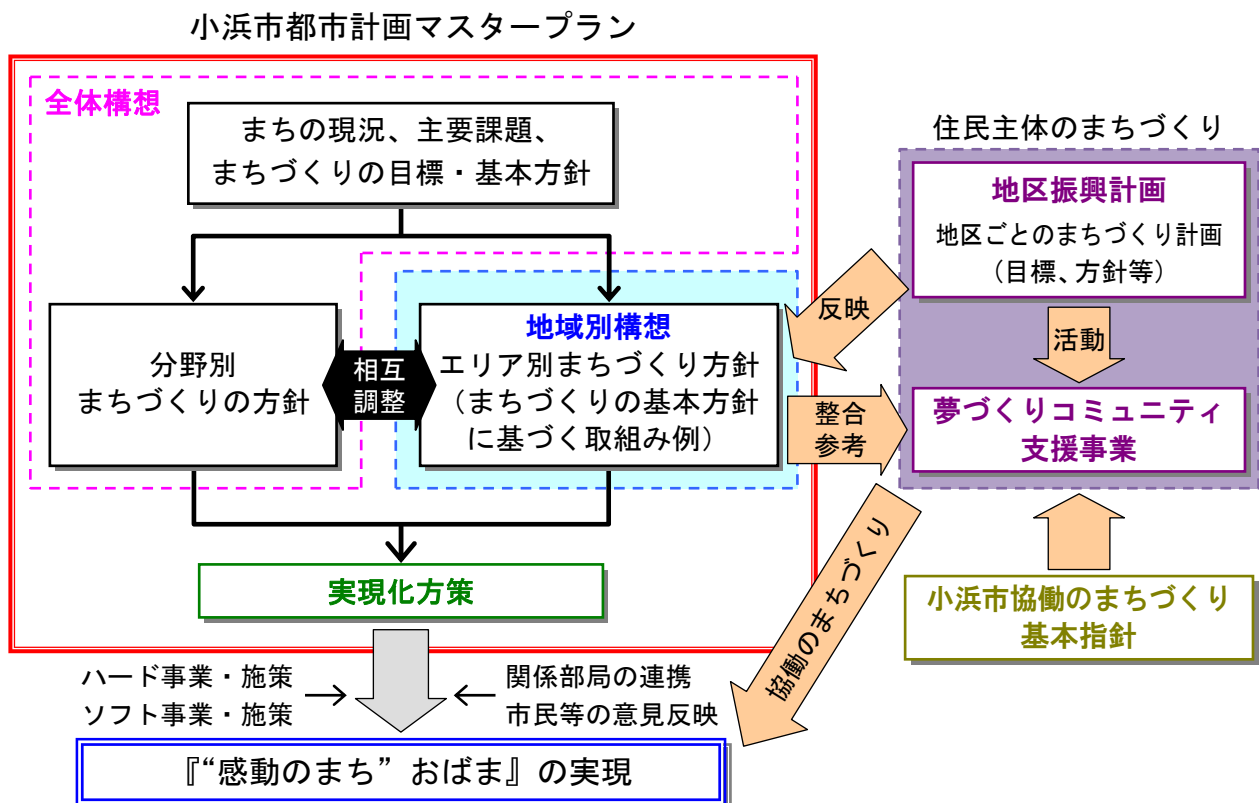 小浜市都市計画マスタープラン
全体構想
まちの現況、主要課題、
まちづくりの目標・基本方針
分野別
まちづくりの方針
相互
調整
地域別構想
エリア別まちづくり方針
（まちづくりの基本方針
に基づく取組み例）
実現化方策
住民主体のまちづくり
地区振興計画
地区ごとのまちづくり計画
（目標、方針等）
反映
活動
整合
参考
夢づくりコミュニティ
支援事業
小浜市協働のまちづくり
基本指針
協働のまちづくり
ハード事業・施策
ソフト事業・施策
関係部局の連携
市民等の意見反映
『“感動のまち”おばま』の実現